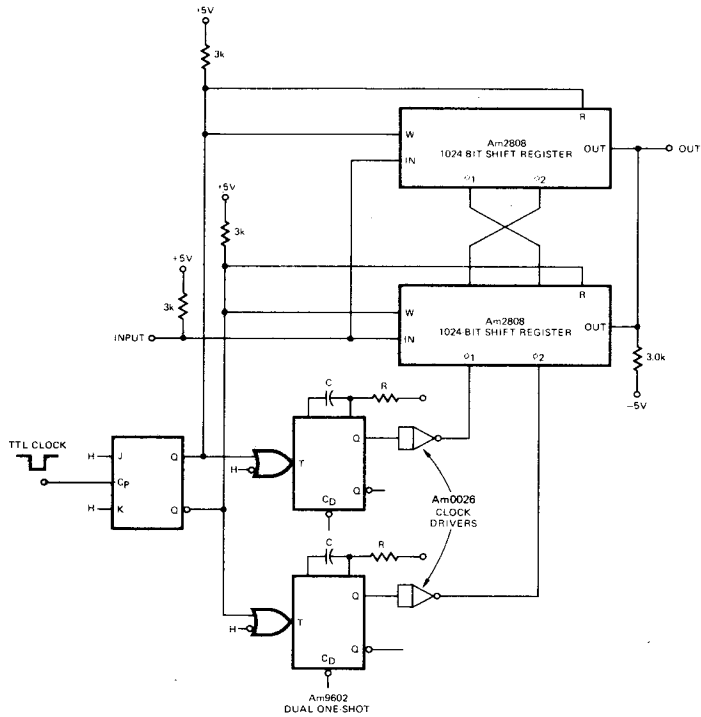 +5V
3k
R
Am2808
1024-BIT SHIFT REGISTER
W
IN
OUT
OUT
φ1
φ2
+5V
3k
+5V
3k
R
Am2808
1024-BIT SHIFT REGISTER
W
IN
OUT
φ1
φ2
INPUT
3.0k
−5V
C
R
TTL CLOCK
H
J
Q
CP
H
K
Q
H
T
Q
Q
CD
Am0026
CLOCK
DRIVERS
C
R
H
T
Q
Q
CD
Am9602
DUAL ONE-SHOT